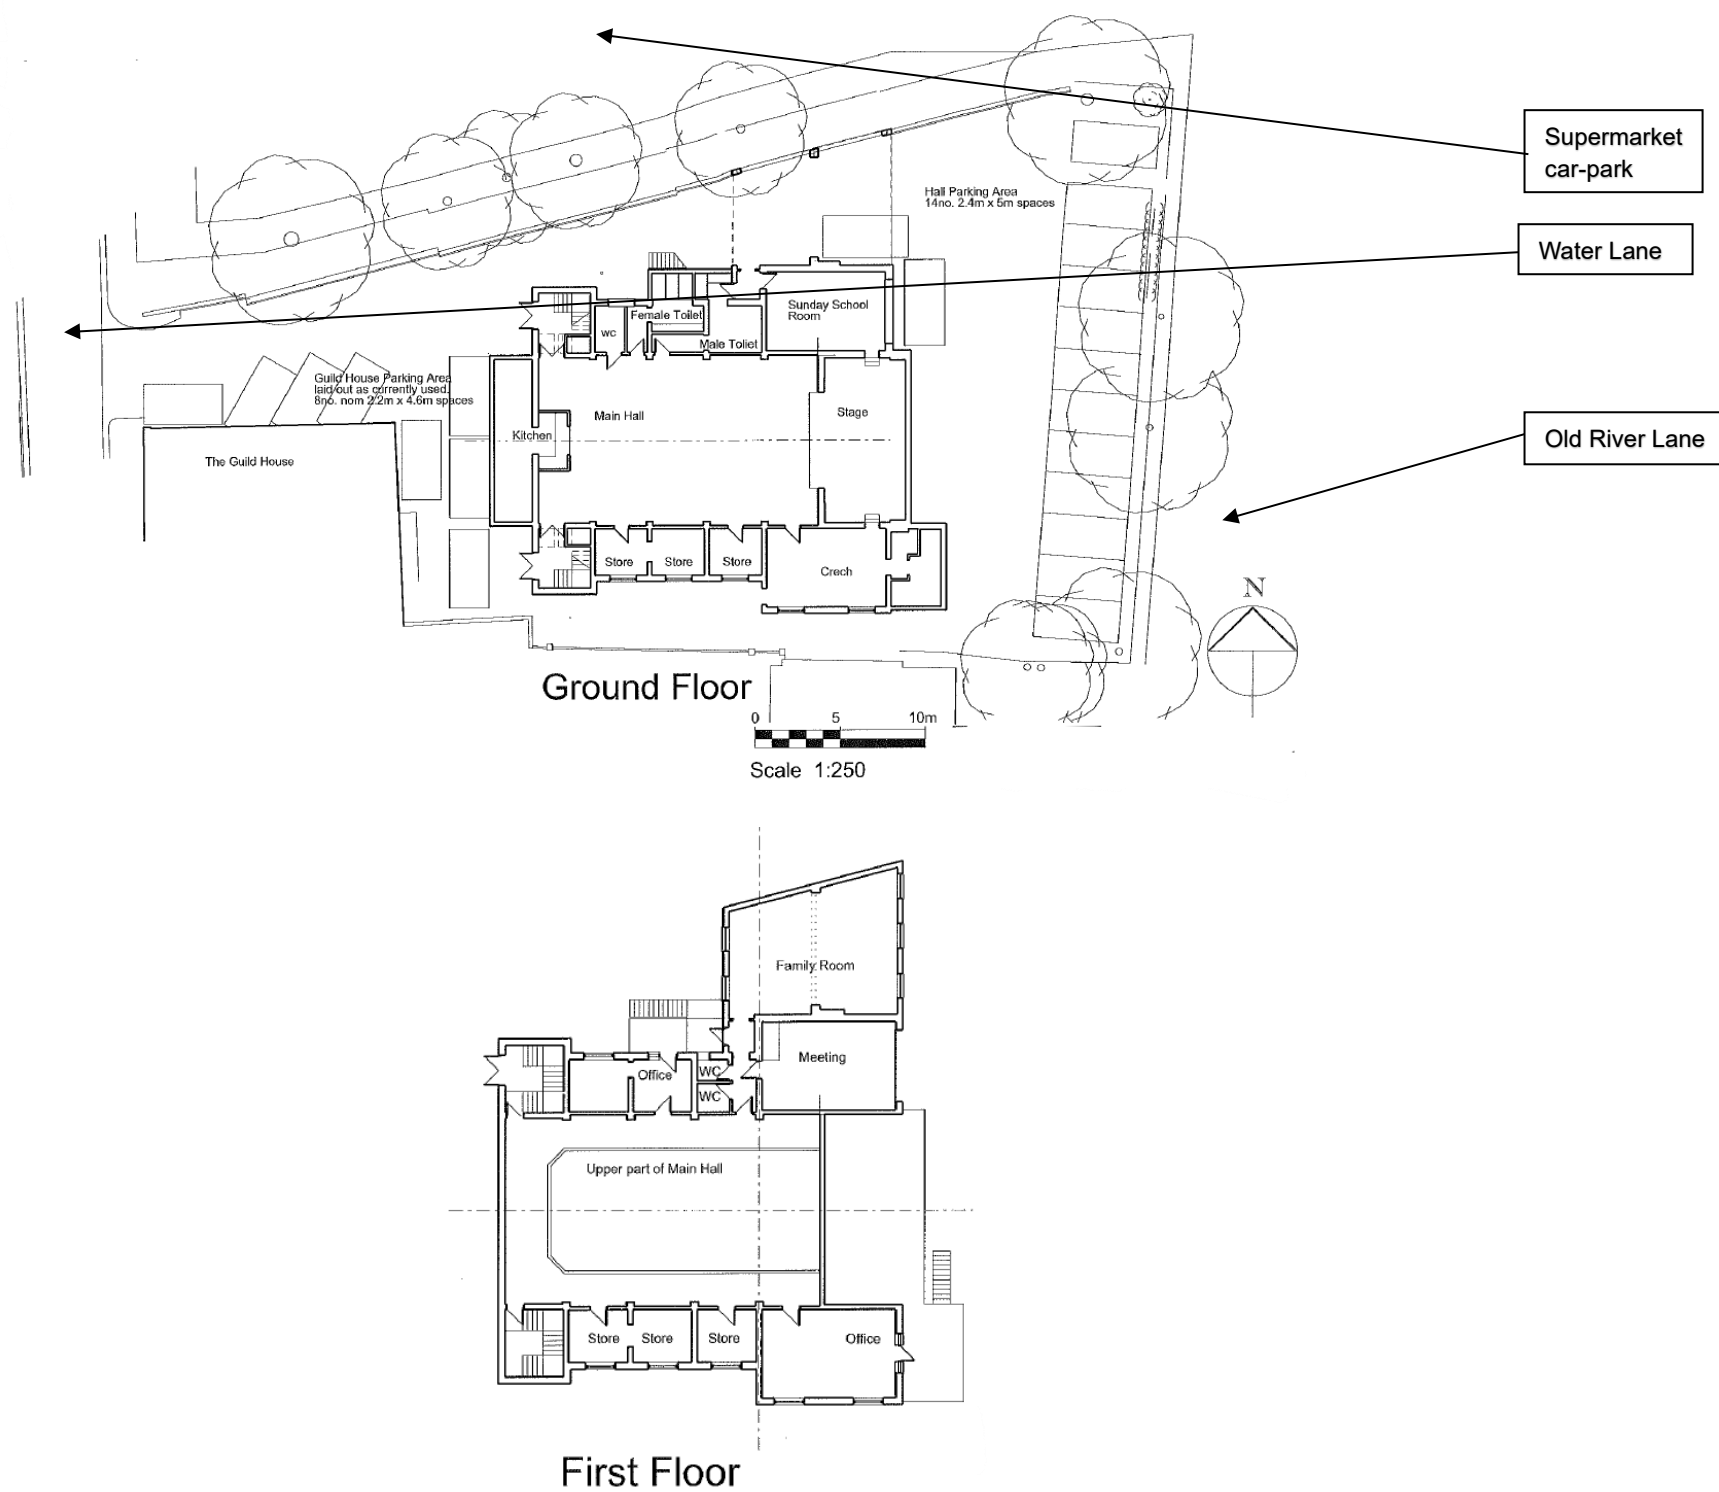 Supermarket
car-park
Hall Parking Area
14no. 2.4m x 5m spaces
Water Lane
Sunday School
Room
Female Toilet
wc
Male Toliet
Guild House Parking Area
laid out as currently used.
8no. nom 2.2m x 4.6m spaces
Main Hall
Stage
Kitchen
Old River Lane
The Guild House
Store
Store
Store
Crech
N
Ground Floor
0 5 10m
Scale 1:250
Family Room
Meeting
Office
WC
WC
Upper part of Main Hall
Store
Store
Store
Office
First Floor